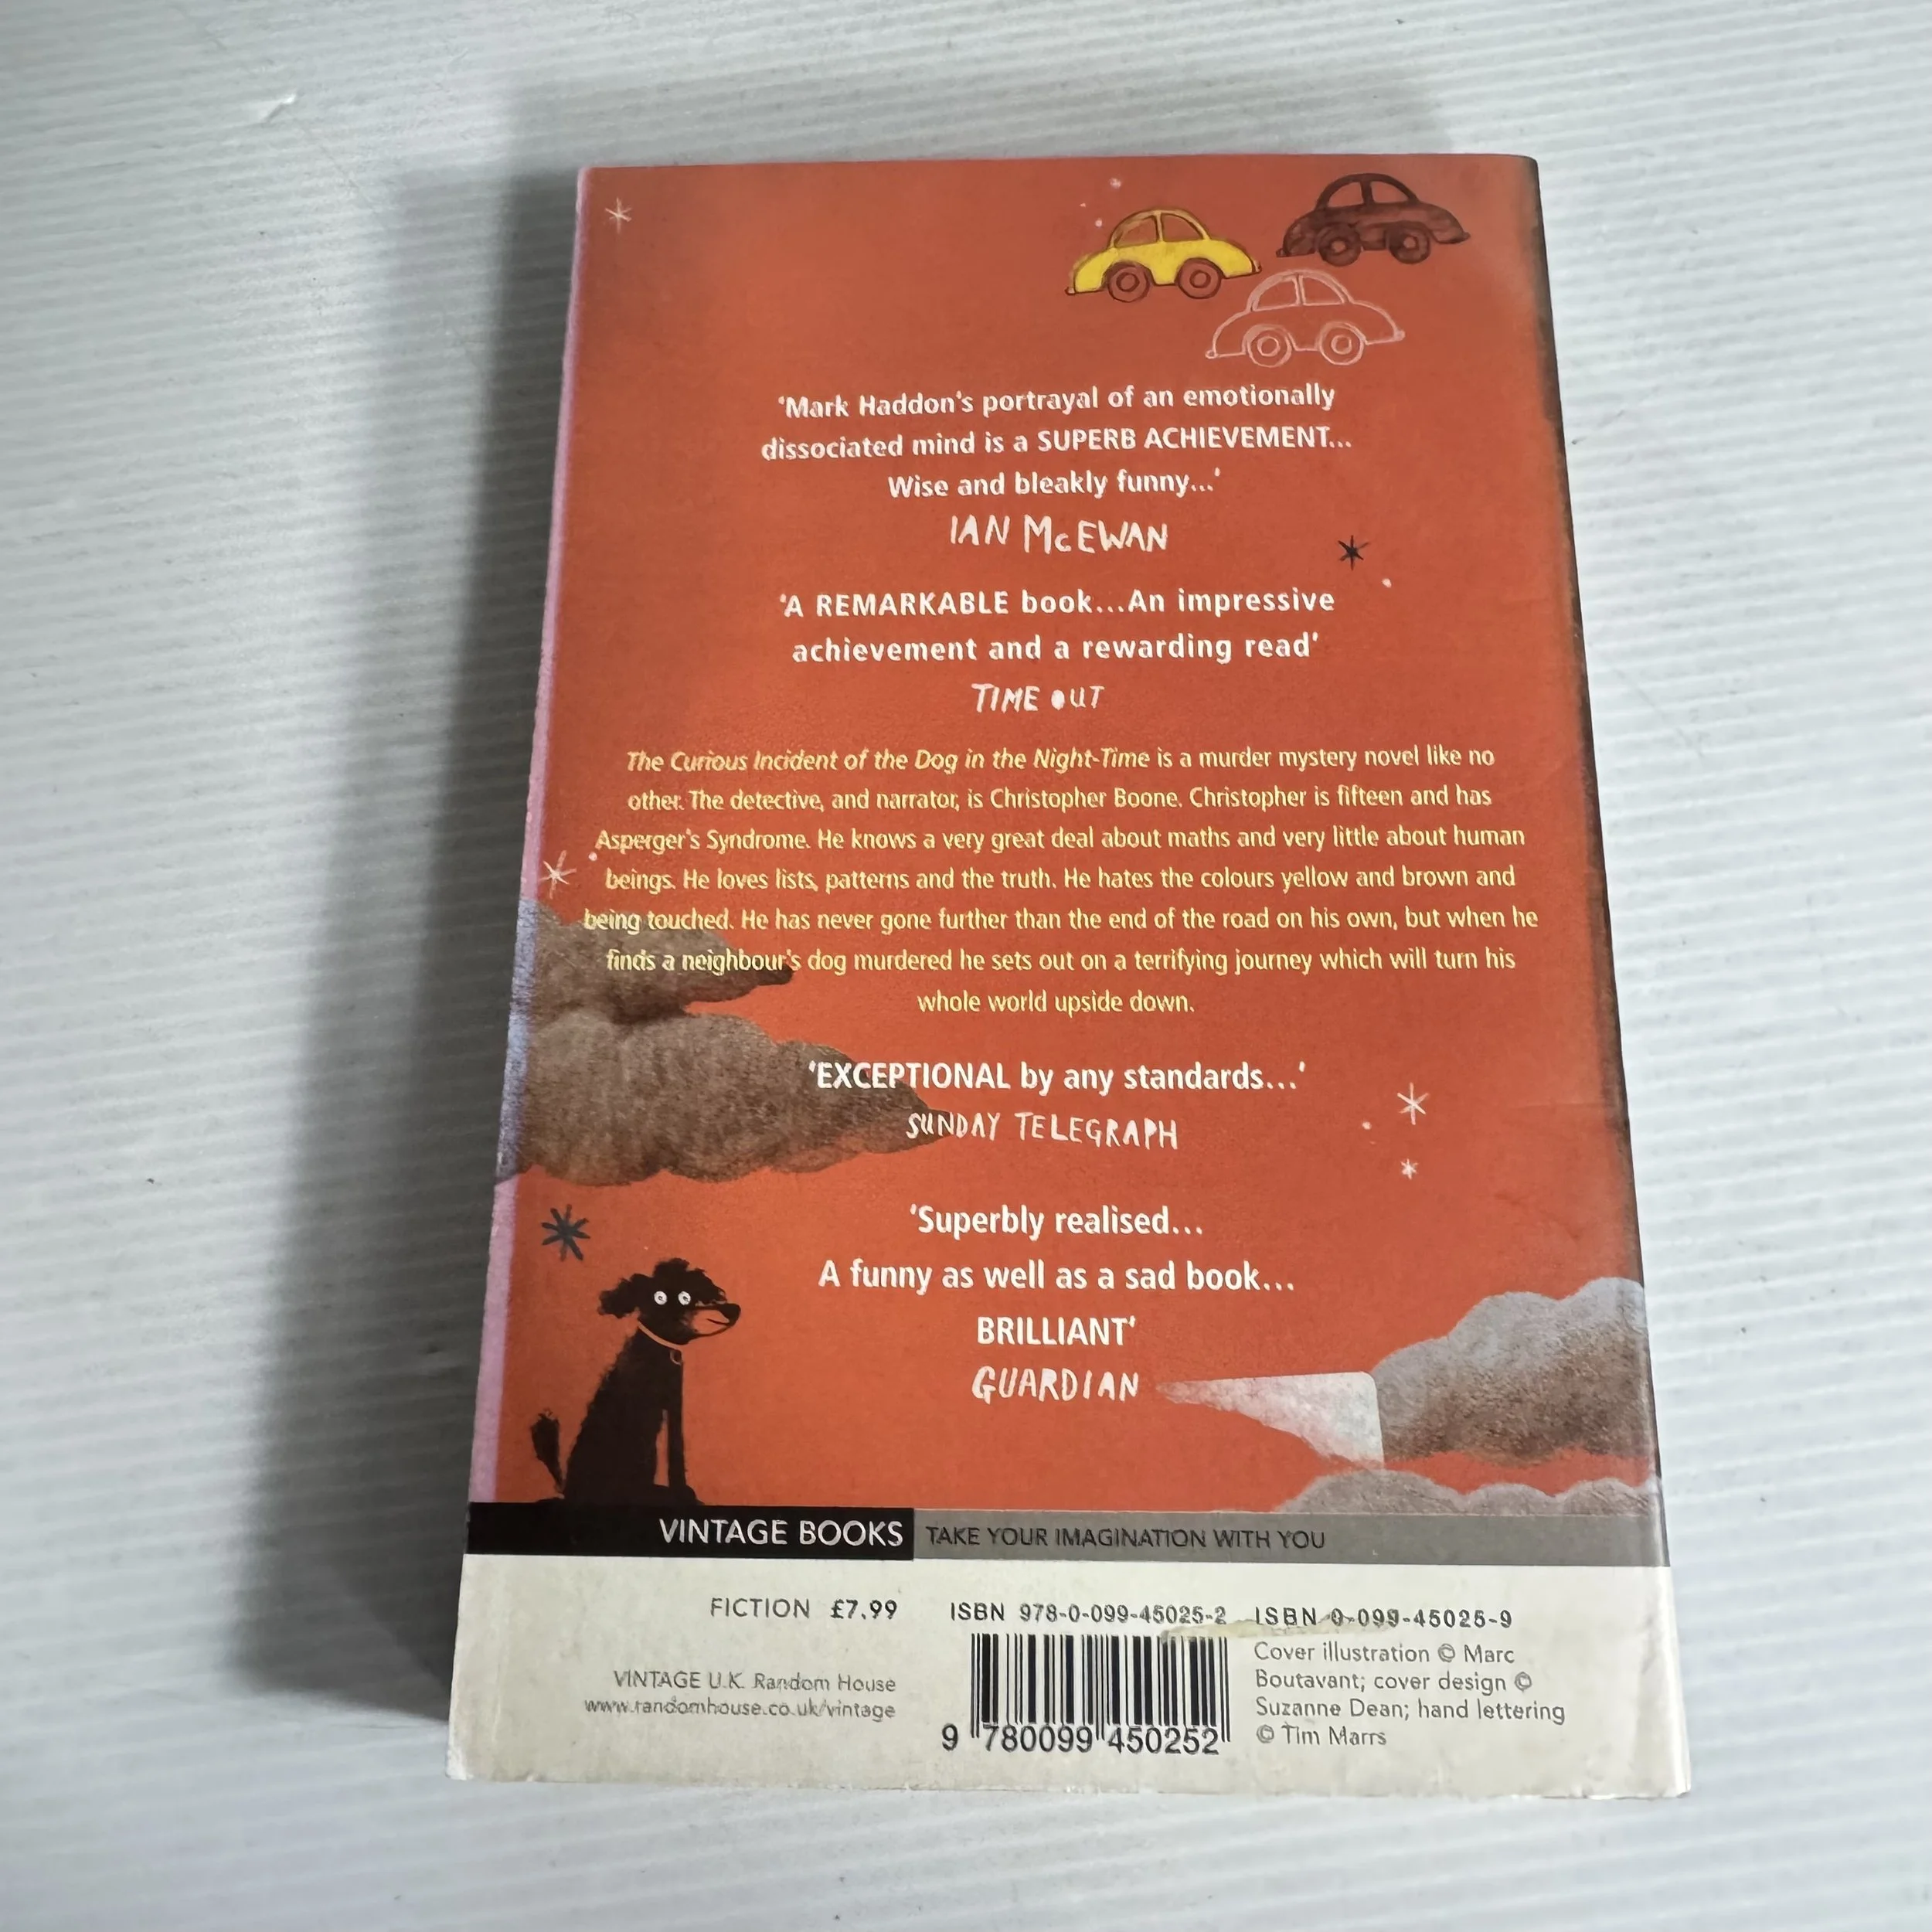 ‘Mark Haddon's portrayal of an emotionally
dissociated mind is a SUPERB ACHIEVEMENT...
Wise and bleakly funny...’
IAN McEWAN
‘A REMARKABLE book...An impressive
achievement and a rewarding read’
TIME OUT
The Curious Incident of the Dog in the Night-Time is a murder mystery novel like no
other. The detective, and narrator, is Christopher Boone. Christopher is fifteen and has
Asperger's Syndrome. He knows a very great deal about maths and very little about human
beings. He loves lists, patterns and the truth. He hates the colours yellow and brown and
being touched. He has never gone further than the end of the road on his own, but when he
finds a neighbour's dog murdered he sets out on a terrifying journey which will turn his
whole world upside down.
‘EXCEPTIONAL by any standards...’
SUNDAY TELEGRAPH
‘Superbly realised...
A funny as well as a sad book...
BRILLIANT’
GUARDIAN
VINTAGE BOOKS TAKE YOUR IMAGINATION WITH YOU
FICTION £7.99
VINTAGE U.K. Random House
www.randomhouse.co.uk/vintage
ISBN 978-0-099-45025-2 ISBN 0-099-45025-9
9 780099 450252
Cover illustration © Marc
Boutavant; cover design ©
Suzanne Dean; hand lettering
© Tim Marrs